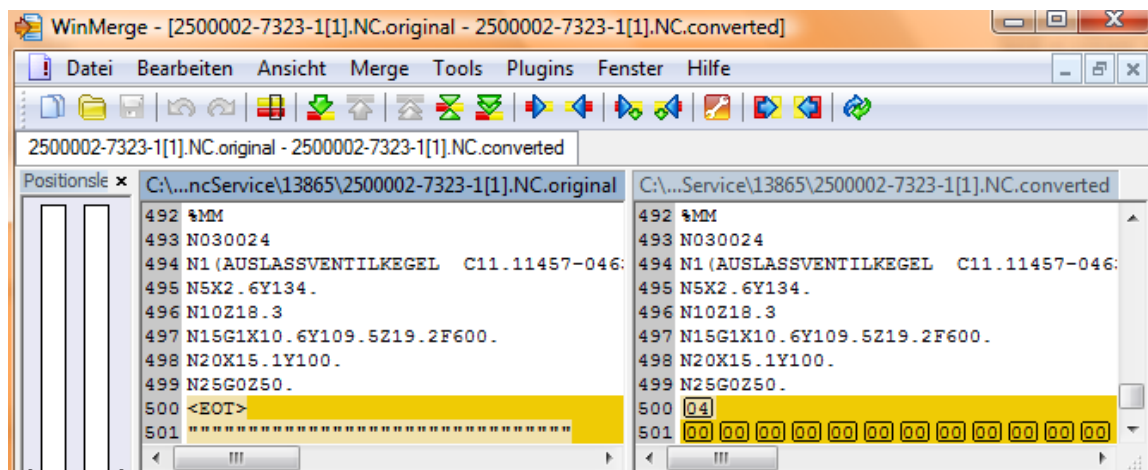 WinMerge - [2500002-7323-1[1].NC.original - 2500002-7323-1[1].NC.converted]
Datei Bearbeiten Ansicht Merge Tools Plugins Fenster Hilfe
2500002-7323-1[1].NC.original - 2500002-7323-1[1].NC.converted
Positionsle
C:\...ncService\13865\2500002-7323-1[1].NC.original
492 %MM
493 N030024
494 N1(AUSLASSVENTILKEGEL C11.11457-046
495 N5X2.6Y134.
496 N10Z18.3
497 N15G1X10.6Y109.5Z19.2F600.
498 N20X15.1Y100.
499 N25G0Z50.
500 <EOT>
501 """"""""""""""""""""""""""""""""
C:\...Service\13865\2500002-7323-1[1].NC.converted
492 %MM
493 N030024
494 N1(AUSLASSVENTILKEGEL C11.11457-046
495 N5X2.6Y134.
496 N10Z18.3
497 N15G1X10.6Y109.5Z19.2F600.
498 N20X15.1Y100.
499 N25G0Z50.
500 04
501 00 00 00 00 00 00 00 00 00 00 00 00